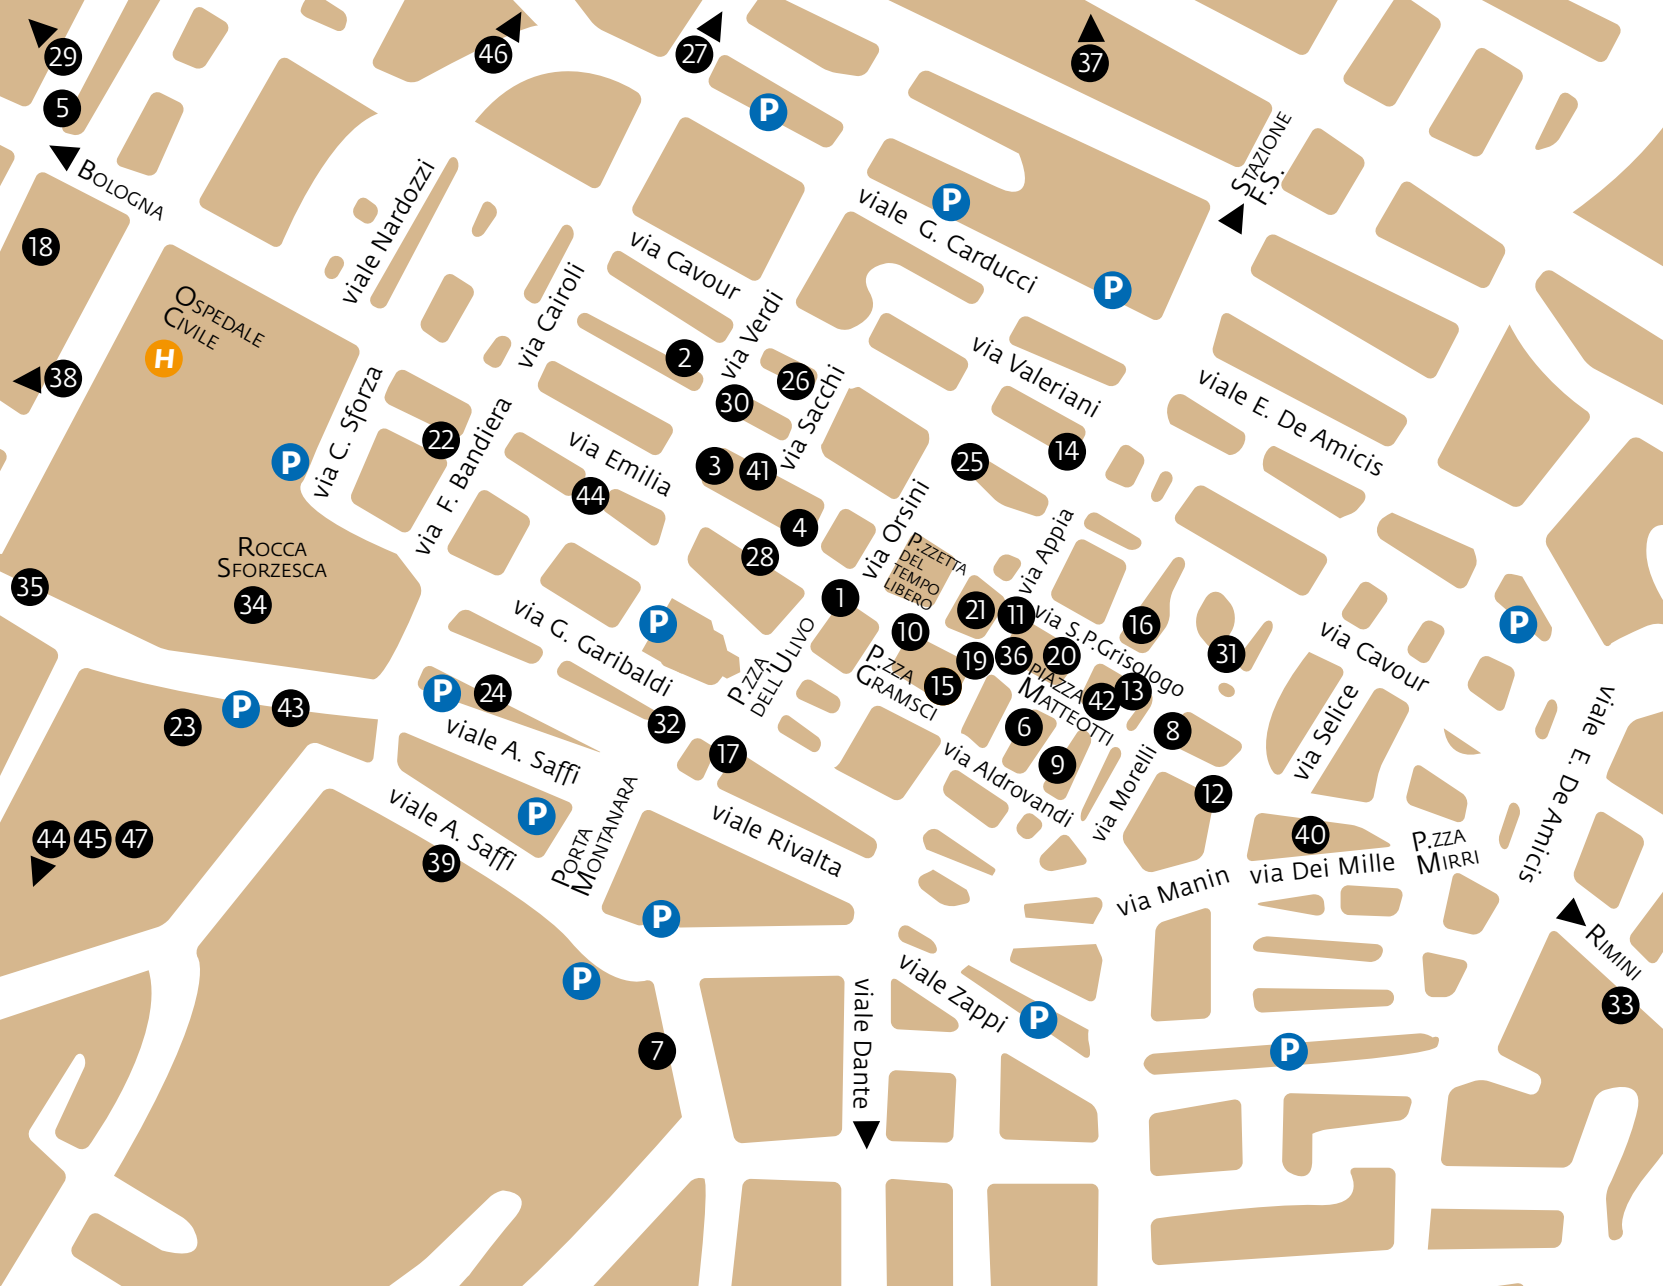 29
46
27
37
5
P
BOLOGNA
STAZIONE
F.S.
viale Nardozzi
P
viale G. Carducci
18
via Cavour
P
OSPEDALE
CIVILE
H
via Cairoli
via Verdi
2
26
via Valeriani
38
30
via Sacchi
viale E. De Amicis
via C. Sforza
via F. Bandiera
22
via Emilia
14
P
3
41
25
44
via Orsini
4
via Appia
ROCCA
SFORZESCA
28
P.ZZETTA
DEL
TEMPO
LIBERO
35
34
1
via G. Garibaldi
P
10
21
11
via S.P.Grisologo
16
P
31
via Cavour
P.ZZA
DELL'ULIVO
P.ZZA
GRAMSCI
15
19
36
20
PIAZZA
MATTEOTTI
42
13
P
24
23
P
43
32
17
6
8
viale A. Saffi
via Aldrovandi
9
via Morelli
via Selice
viale E. De Amicis
12
viale A. Saffi
P
PORTA
MONTANARA
viale Rivalta
44
45
47
39
40
P.ZZA
MIRRI
via Manin
via Dei Mille
P
RIMINI
P
viale Zappi
viale Dante
P
33
7
P